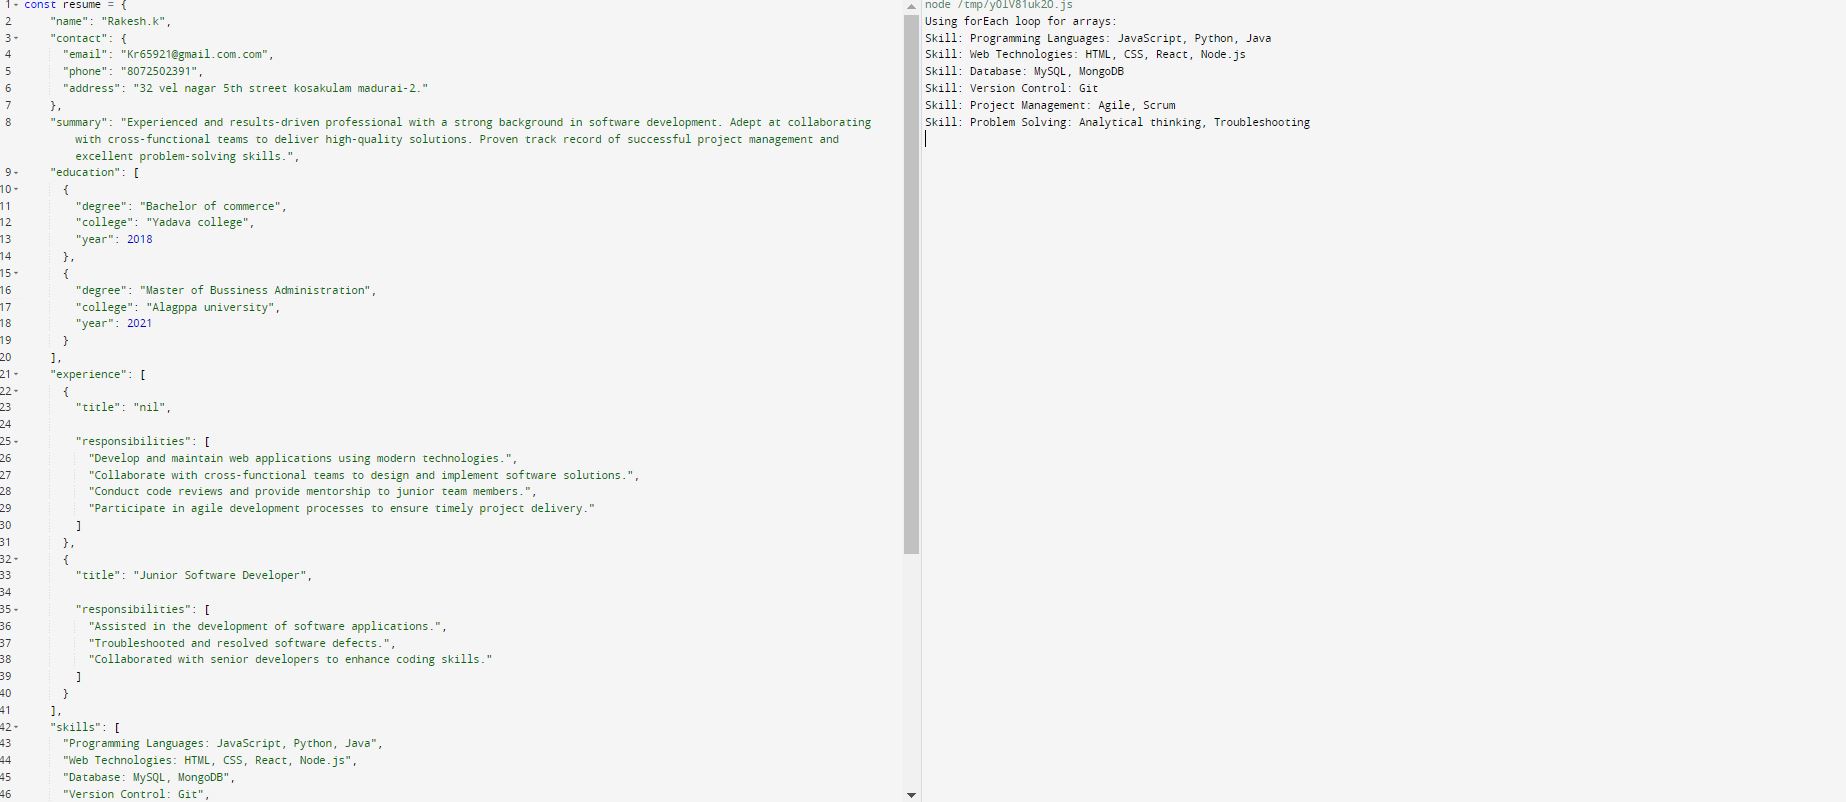 1 const resume = {
2 "name": "Rakesh.k",
3 "contact": {
4 "email": "Kr65921@gmail.com.com",
5 "phone": "8072502391",
6 "address": "32 vel nagar 5th street kosakulam madurai-2."
7 },
8 "summary": "Experienced and results-driven professional with a strong background in software development. Adept at collaborating
with cross-functional teams to deliver high-quality solutions. Proven track record of successful project management and
excellent problem-solving skills.",
9 "education": [
10 {
11 "degree": "Bachelor of commerce",
12 "college": "Yadava college",
13 "year": 2018
14 },
15 {
16 "degree": "Master of Bussiness Administration",
17 "college": "Alagppa university",
18 "year": 2021
19 }
20 ],
21 "experience": [
22 {
23 "title": "nil",
24
25 "responsibilities": [
26 "Develop and maintain web applications using modern technologies.",
27 "Collaborate with cross-functional teams to design and implement software solutions.",
28 "Conduct code reviews and provide mentorship to junior team members.",
29 "Participate in agile development processes to ensure timely project delivery."
30 ]
31 },
32 {
33 "title": "Junior Software Developer",
34
35 "responsibilities": [
36 "Assisted in the development of software applications.",
37 "Troubleshooted and resolved software defects.",
38 "Collaborated with senior developers to enhance coding skills."
39 ]
40 }
41 ],
42 "skills": [
43 "Programming Languages: JavaScript, Python, Java",
44 "Web Technologies: HTML, CSS, React, Node.js",
45 "Database: MySQL, MongoDB",
46 "Version Control: Git",
node
Using forEach loop for arrays:
Skill: Programming Languages: JavaScript, Python, Java
Skill: Web Technologies: HTML, CSS, React, Node.js
Skill: Database: MySQL, MongoDB
Skill: Version Control: Git
Skill: Project Management: Agile, Scrum
Skill: Problem Solving: Analytical thinking, Troubleshooting